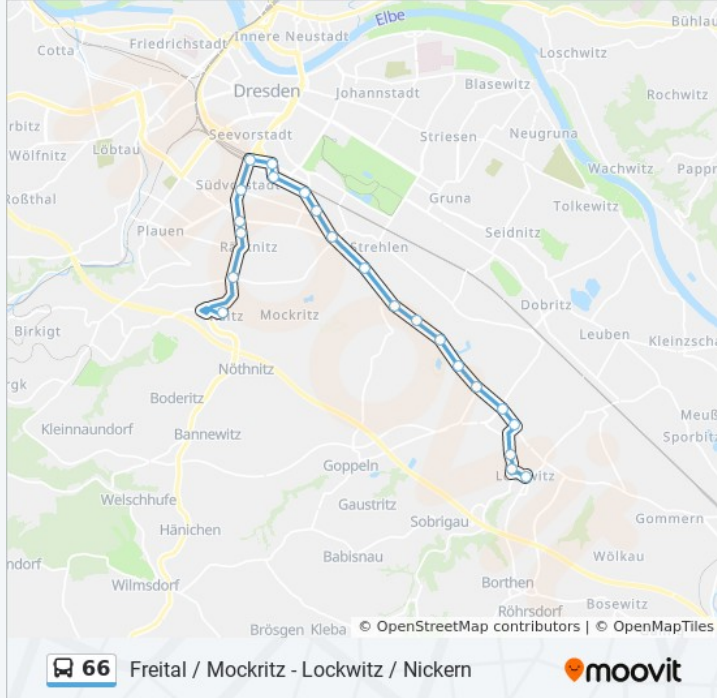 Elbe
Bühlau
Innere Neustadt
Friedrichstadt
Cotta
Loschwitz
Dresden
Johannstadt
Blasewitz
Rochwitz
Seevorstadt
Striesen
Neugruna
Löbtau
Wölfnitz
Wachwitz
Gruna
Roßthal
Tolkewitz
Plauen
Seidnitz
Strehlen
Dobritz
Mockritz
Leuben
Birkigt
Nöthnitz
Boderitz
Kleinnaundorf
Bannewitz
Goppeln
Welschhufe
Gaustritz
Gommern
Sobrigau
Hänichen
Wölkau
Babisnau
Borthen
Wilmsdorf
Bosewitz
Röhrsdorf
Brösgen Kleba
© OpenStreetMap contributors | © OpenMapTiles
66 Freital / Mockritz - Lockwitz / Nickern
moovit